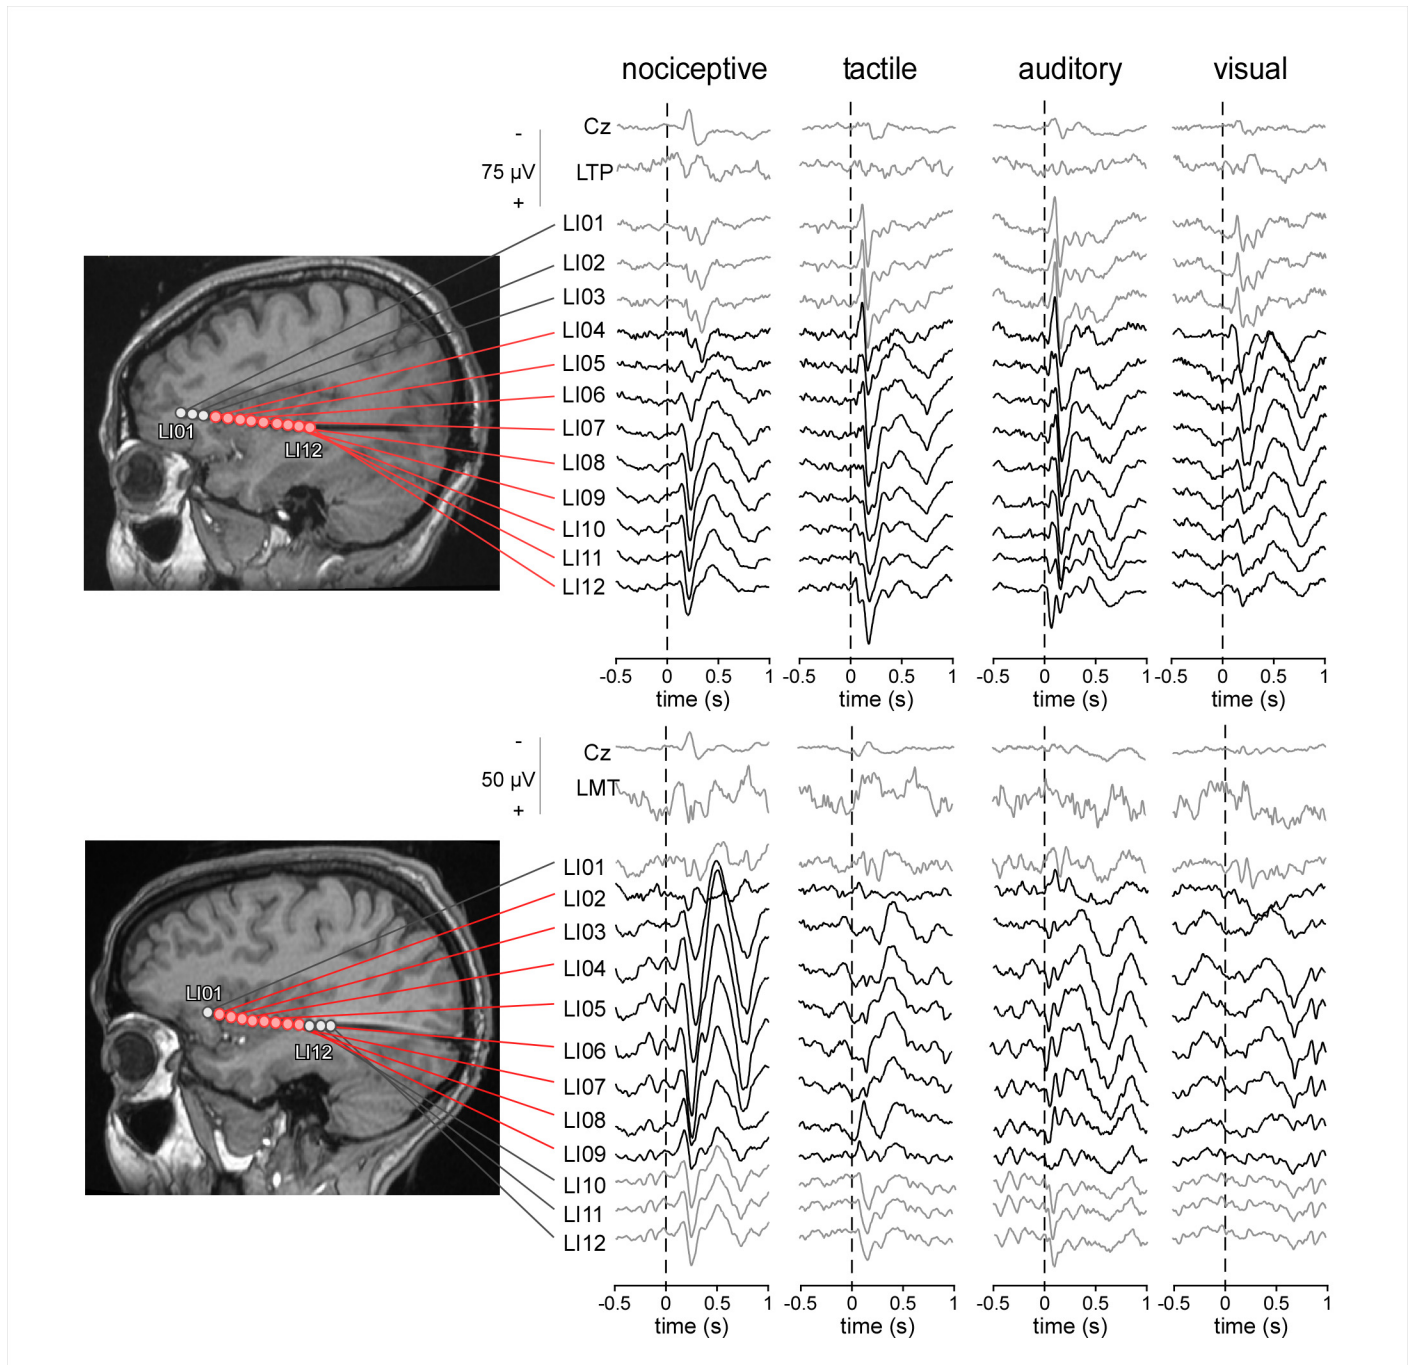 nociceptive tactile auditory visual
-
75 µV
+
Cz
LTP
LI01
LI02
LI03
LI04
LI05
LI06
LI07
LI08
LI09
LI10
LI11
LI12
LI01
LI12
-0.5 0 0.5 1 -0.5 0 0.5 1 -0.5 0 0.5 1 -0.5 0 0.5 1
time (s) time (s) time (s) time (s)
-
50 µV
+
Cz
LMT
LI01
LI02
LI03
LI04
LI05
LI06
LI07
LI08
LI09
LI10
LI11
LI12
LI01
LI12
-0.5 0 0.5 1 -0.5 0 0.5 1 -0.5 0 0.5 1 -0.5 0 0.5 1
time (s) time (s) time (s) time (s)